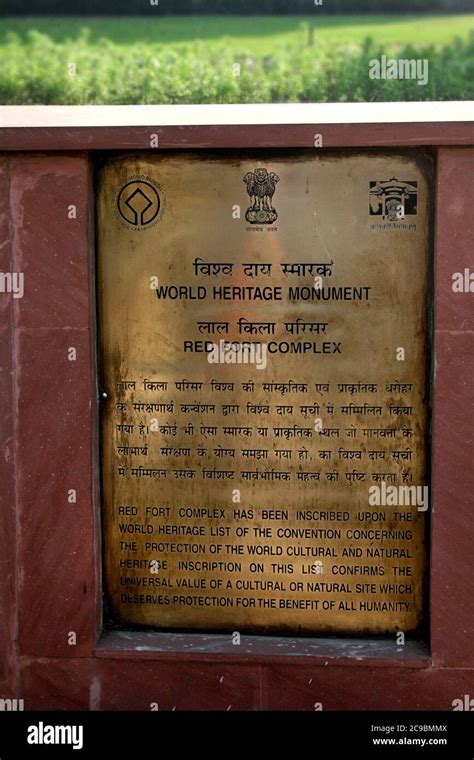 विश्व दाय स्मारक
WORLD HERITAGE MONUMENT
लाल किला परिसर
RED FORT COMPLEX
लाल किला परिसर विश्व की सांस्कृतिक एवं प्राकृतिक धरोहर
के संरक्षणार्थ कन्वेंशन द्वारा विश्व दाय सूची में सम्मिलित किया
गया है। कोई भी ऐसा स्मारक या प्राकृतिक स्थल जो मानवता के
लाभार्थ संरक्षण के योग्य समझा गया हो, का विश्व दाय सूची
में सम्मिलन उसके विशिष्ट सार्वभौमिक महत्व की पुष्टि करता है।
RED FORT COMPLEX HAS BEEN INSCRIBED UPON THE
WORLD HERITAGE LIST OF THE CONVENTION CONCERNING
THE PROTECTION OF THE WORLD CULTURAL AND NATURAL
HERITAGE. INSCRIPTION ON THIS LIST CONFIRMS THE
UNIVERSAL VALUE OF A CULTURAL OR NATURAL SITE WHICH
DESERVES PROTECTION FOR THE BENEFIT OF ALL HUMANITY.
alamy
Image ID: 2C9BMMX
www.alamy.com